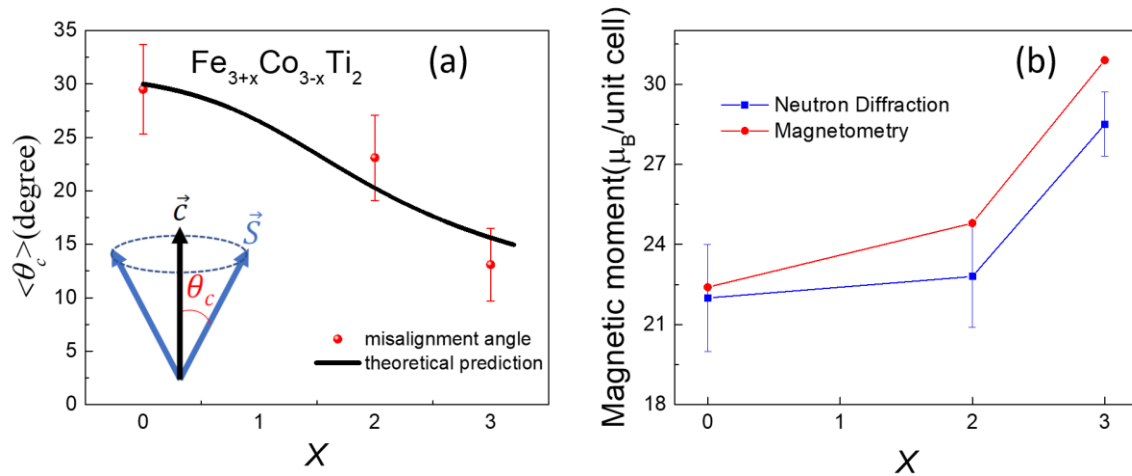 35
30
25
20
15
10
5
0
<θc>(degree)
Fe3+xCo3-xTi2
(a)
c⃗
S⃗
θc
misalignment angle
theoretical prediction
0
1
2
3
X
30
27
24
21
18
Magnetic moment(μB/unit cell)
(b)
Neutron Diffraction
Magnetometry
0
1
2
3
X